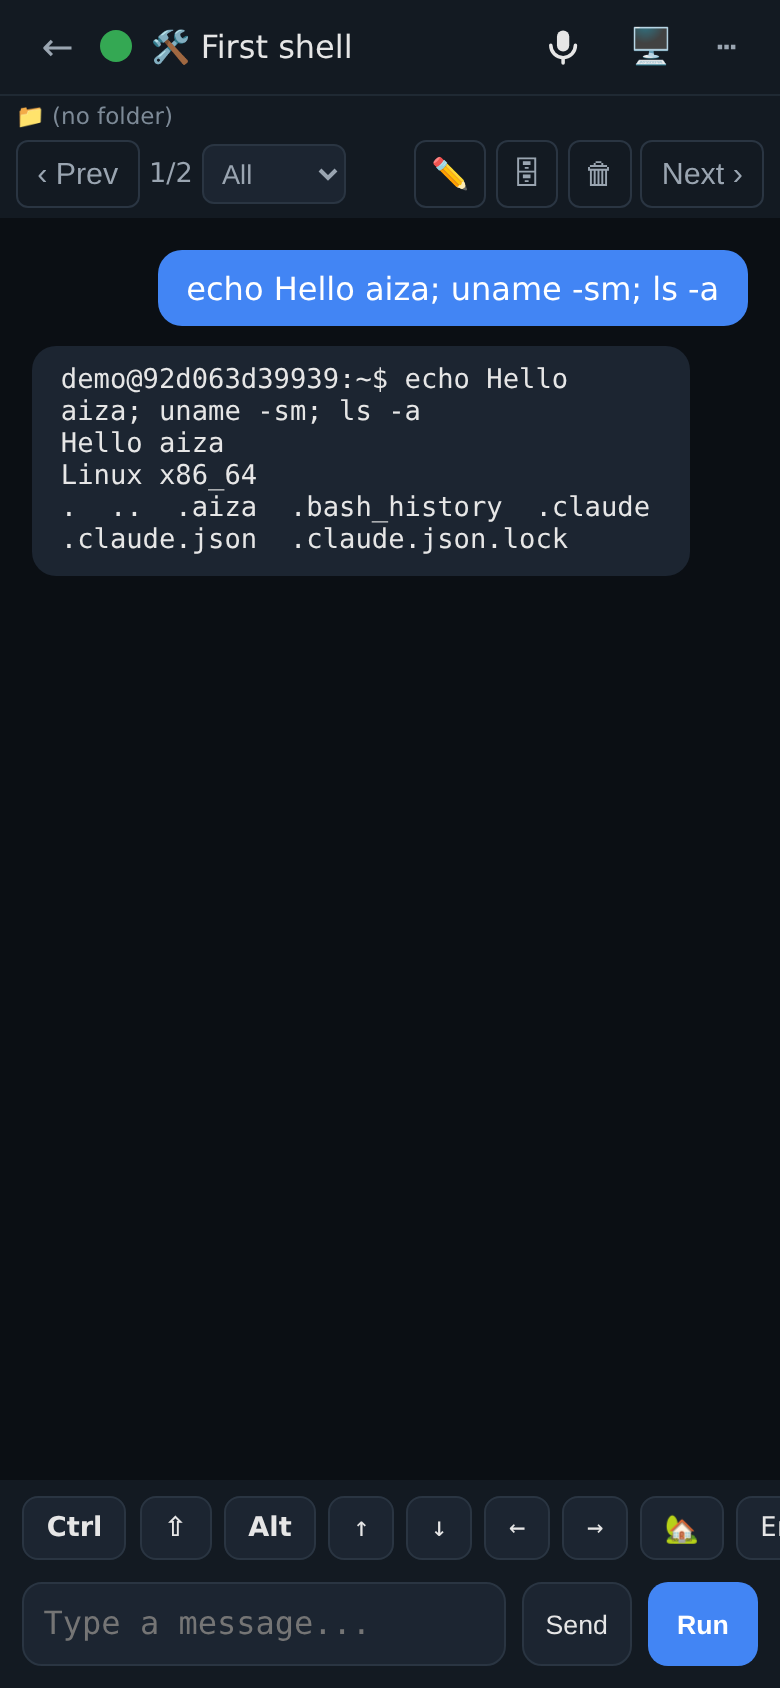 ← 🛠️ First shell ...
📁 (no folder)
‹ Prev 1/2 All Next ›
echo Hello aiza; uname -sm; ls -a
demo@92d063d39939:~$ echo Hello
aiza; uname -sm; ls -a
Hello aiza
Linux x86_64
.  ..  .aiza  .bash_history  .claude
.claude.json  .claude.json.lock
Ctrl ⇧ Alt ↑ ↓ ← →
Type a message... Send Run